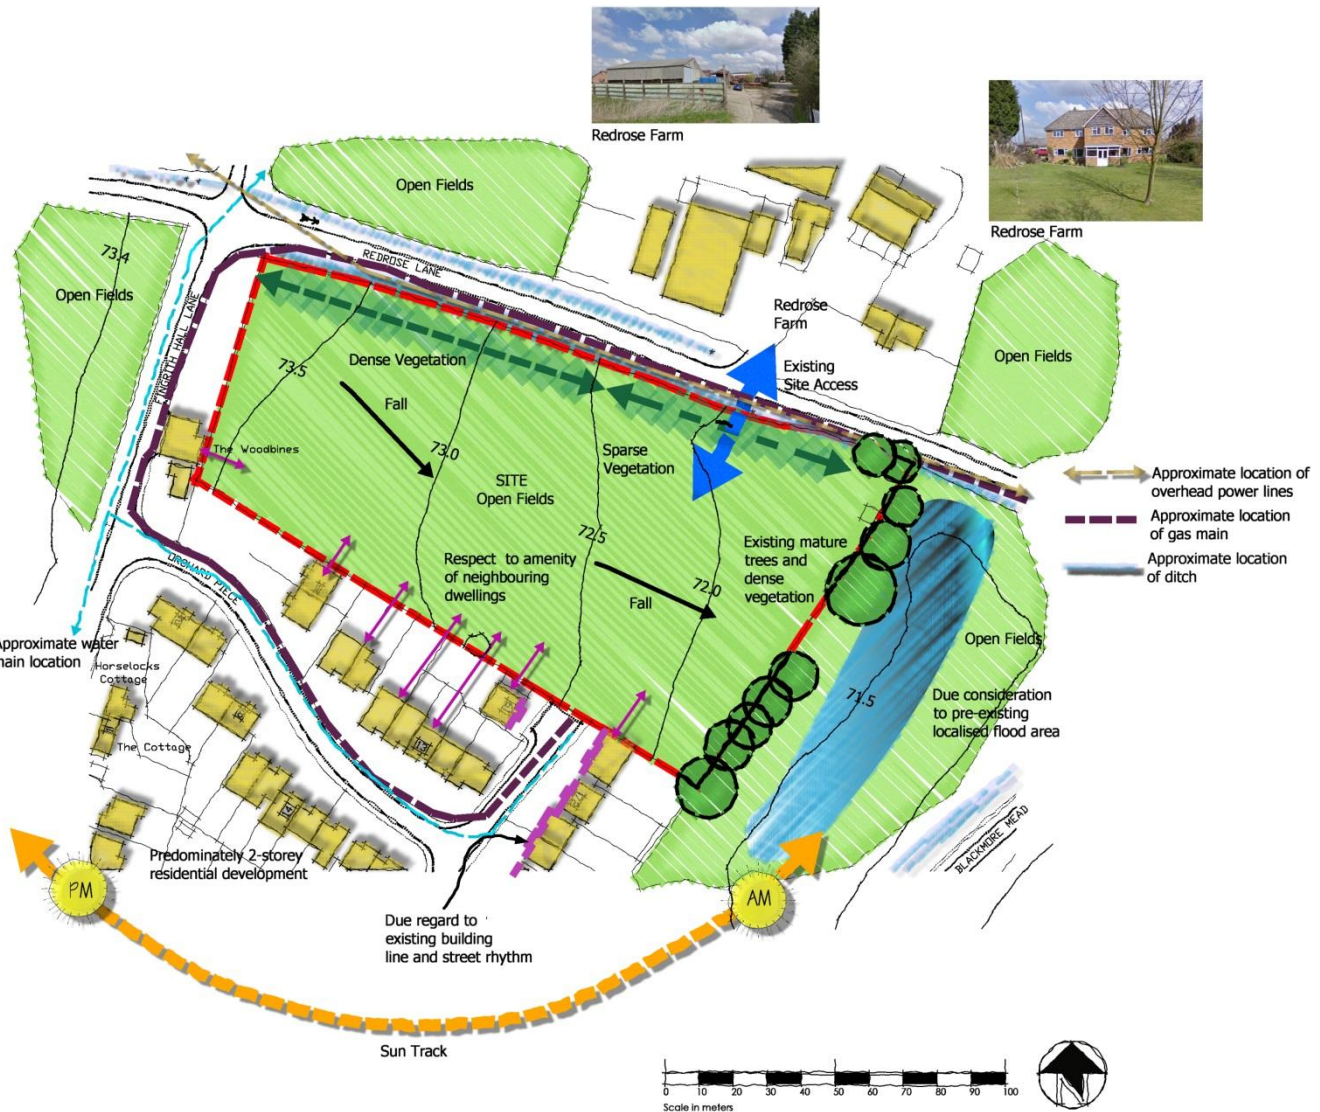 Redrose Farm
Redrose Farm
Open Fields
REDROSE LANE
73.4
Open Fields
FINGRITH HALL LANE
Redrose
Farm
Existing
Site Access
Open Fields
Dense Vegetation
73.5
Fall
73.0
The Woodbines
SITE
Open Fields
Sparse
Vegetation
Approximate location of
overhead power lines
Approximate location
of gas main
Approximate location
of ditch
72.5
Respect to amenity
of neighbouring
dwellings
Existing mature
trees and
dense
vegetation
72.0
Fall
ORCHARD PIECE
Open Fields
Approximate water
main location
Horselocks
Cottage
71.5
Due consideration
to pre-existing
localised flood area
The Cottage
13
14
BLACKMORE MEAD
Predominately 2-storey
residential development
PM
AM
Due regard to
existing building
line and street rhythm
Sun Track
0 10 20 30 40 50 60 70 80 90 100
Scale in meters